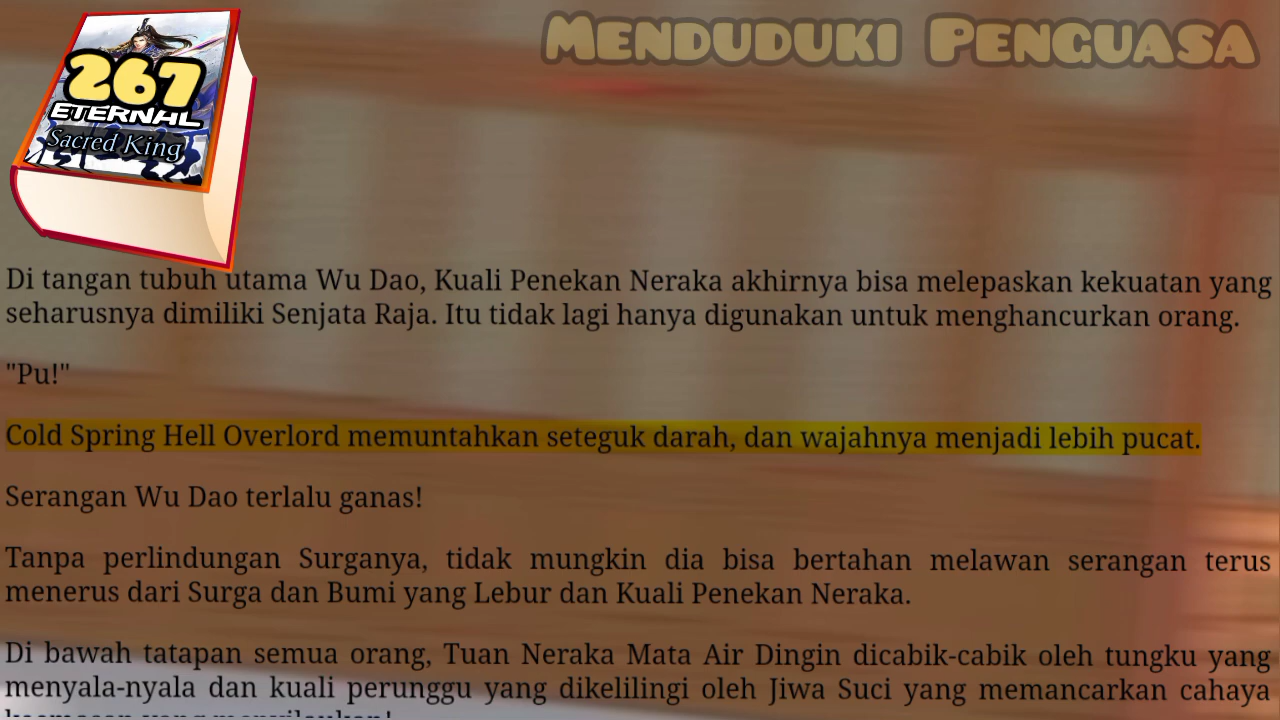 Menduduki Penguasa
267
ETERNAL
Sacred King
Di tangan tubuh utama Wu Dao, Kuali Penekan Neraka akhirnya bisa melepaskan kekuatan yang
seharusnya dimiliki Senjata Raja. Itu tidak lagi hanya digunakan untuk menghancurkan orang.
"Pu!"
Cold Spring Hell Overlord memuntahkan seteguk darah, dan wajahnya menjadi lebih pucat.
Serangan Wu Dao terlalu ganas!
Tanpa perlindungan Surganya, tidak mungkin dia bisa bertahan melawan serangan terus
menerus dari Surga dan Bumi yang Lebur dan Kuali Penekan Neraka.
Di bawah tatapan semua orang, Tuan Neraka Mata Air Dingin dicabik-cabik oleh tungku yang
menyala-nyala dan kuali perunggu yang dikelilingi oleh Jiwa Suci yang memancarkan cahaya